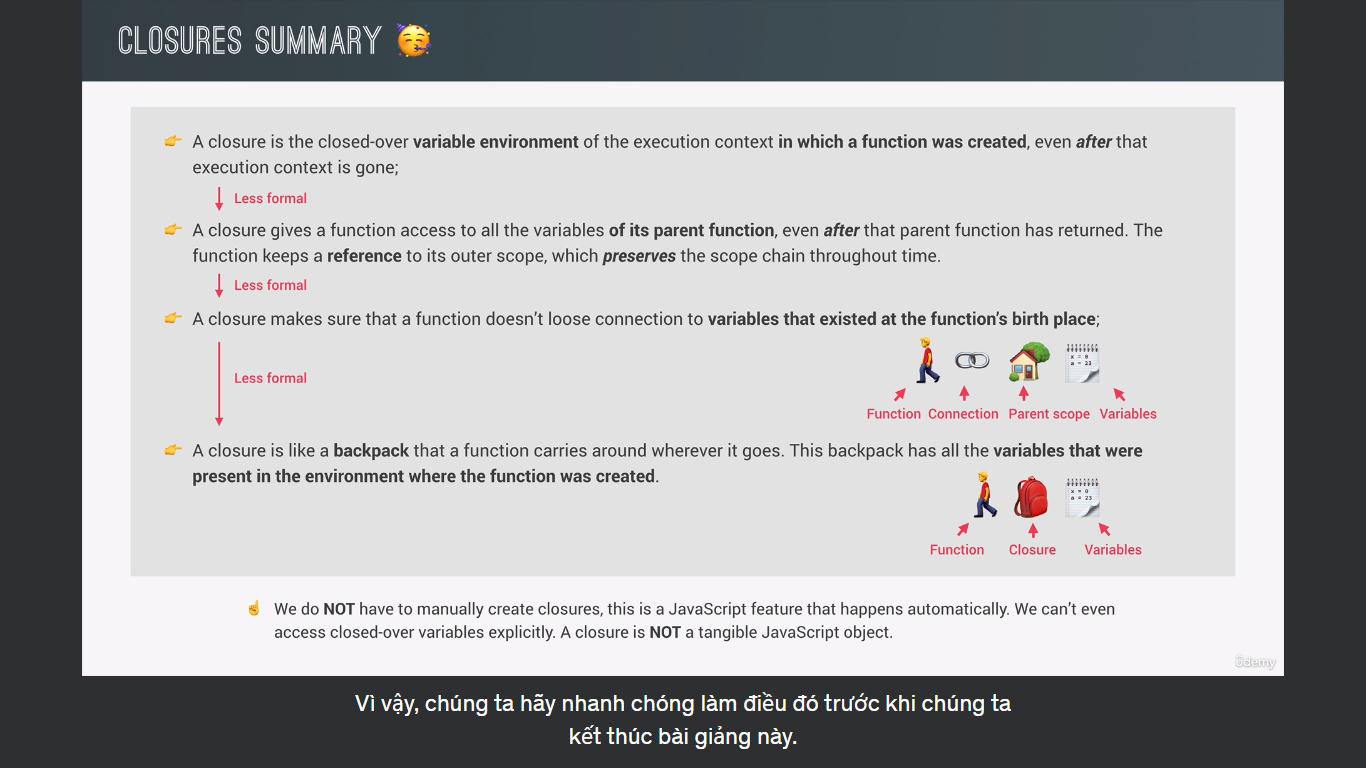 CLOSURES SUMMARY
A closure is the closed-over variable environment of the execution context in which a function was created, even after that
execution context is gone;
Less formal
A closure gives a function access to all the variables of its parent function, even after that parent function has returned. The
function keeps a reference to its outer scope, which preserves the scope chain throughout time.
Less formal
A closure makes sure that a function doesn’t loose connection to variables that existed at the function’s birth place;
x = 0
a = 23
Less formal
Function Connection Parent scope Variables
A closure is like a backpack that a function carries around wherever it goes. This backpack has all the variables that were
present in the environment where the function was created.
x = 0
a = 23
Function Closure Variables
We do NOT have to manually create closures, this is a JavaScript feature that happens automatically. We can’t even
access closed-over variables explicitly. A closure is NOT a tangible JavaScript object.
ûdemy
Vì vậy, chúng ta hãy nhanh chóng làm điều đó trước khi chúng ta
kết thúc bài giảng này.